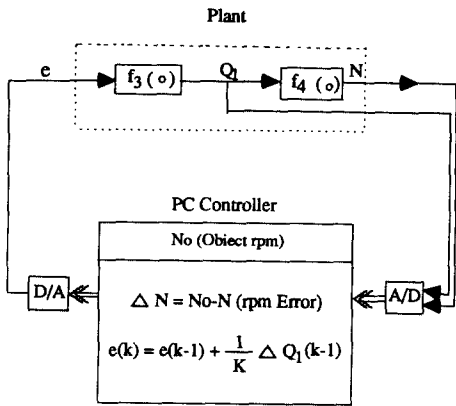 Plant
e f₃(∘) Q₁ f₄(∘) N
PC Controller
No (Obiect rpm)
D/A
△ N = No-N (rpm Error)
A/D
e(k) = e(k-1) + 1/K △ Q₁(k-1)